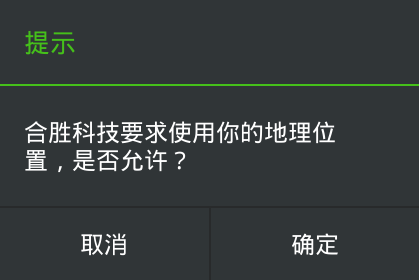 提示
合胜科技要求使用你的地理位
置，是否允许？
取消
确定